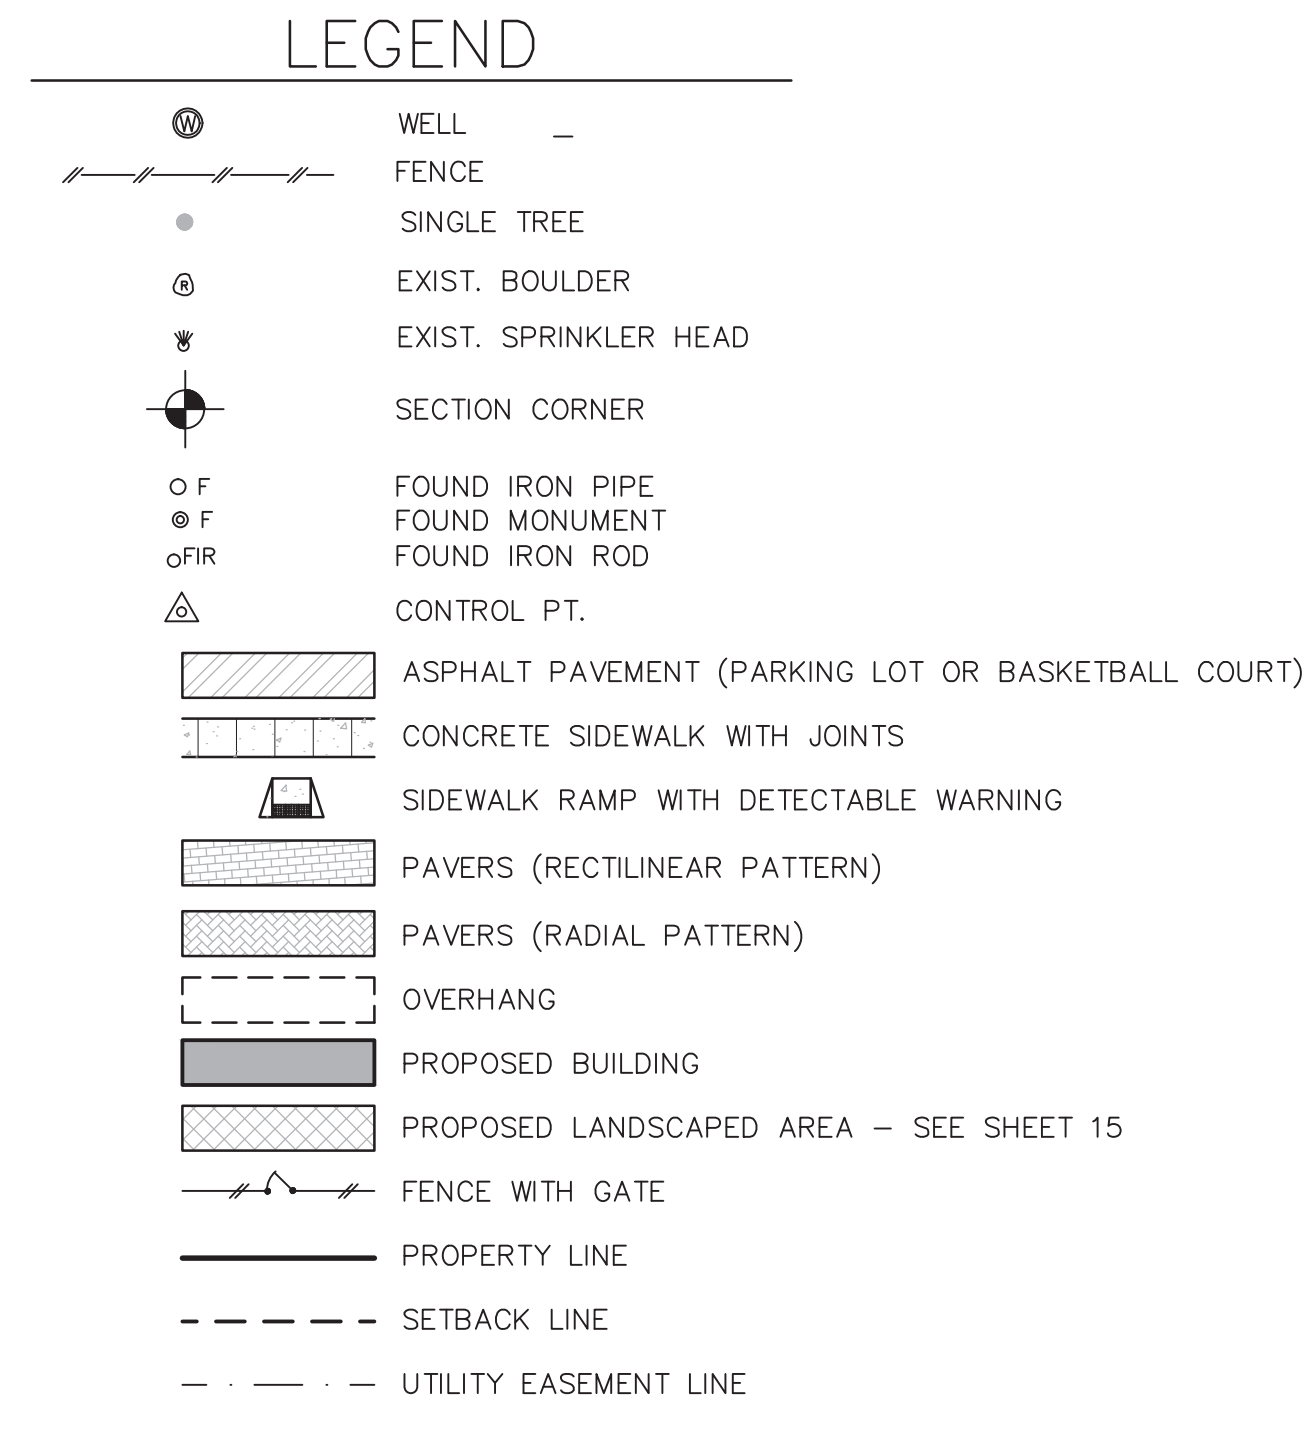 LEGEND
W WELL _
FENCE
SINGLE TREE
R EXIST. BOULDER
EXIST. SPRINKLER HEAD
SECTION CORNER
F FOUND IRON PIPE
F FOUND MONUMENT
FIR FOUND IRON ROD
CONTROL PT.
ASPHALT PAVEMENT (PARKING LOT OR BASKETBALL COURT)
CONCRETE SIDEWALK WITH JOINTS
SIDEWALK RAMP WITH DETECTABLE WARNING
PAVERS (RECTILINEAR PATTERN)
PAVERS (RADIAL PATTERN)
OVERHANG
PROPOSED BUILDING
PROPOSED LANDSCAPED AREA – SEE SHEET 15
FENCE WITH GATE
PROPERTY LINE
SETBACK LINE
UTILITY EASEMENT LINE